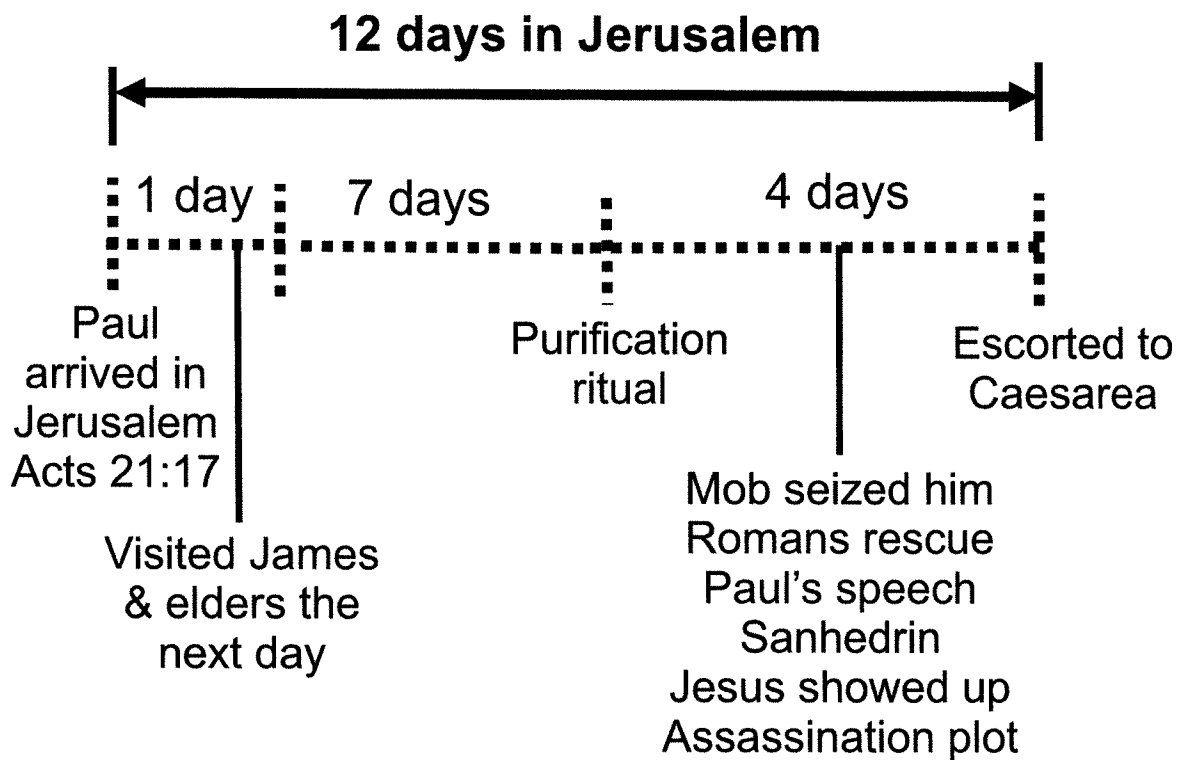 12 days in Jerusalem
1 day
7 days
4 days
Paul
arrived in
Jerusalem
Acts 21:17
Visited James
& elders the
next day
Purification
ritual
Mob seized him
Romans rescue
Paul's speech
Sanhedrin
Jesus showed up
Assassination plot
Escorted to
Caesarea